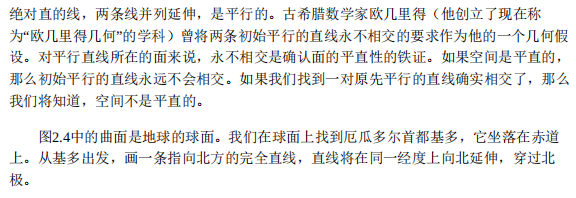 绝对直的线，两条线并列延伸，是平行的。古希腊数学家欧几里得（他创立了现在称
为“欧几里得几何”的学科）曾将两条初始平行的直线永不相交的要求作为他的一个几何假
设。对平行直线所在的面来说，永不相交是确认面的平直性的铁证。如果空间是平直的，
那么初始平行的直线永远不会相交。如果我们找到一对原先平行的直线确实相交了，那么
我们将知道，空间不是平直的。
图2.4中的曲面是地球的球面。我们在球面上找到厄瓜多尔首都基多，它坐落在赤道
上。从基多出发，画一条指向北方的完全直线，直线将在同一经度上向北延伸，穿过北
极。